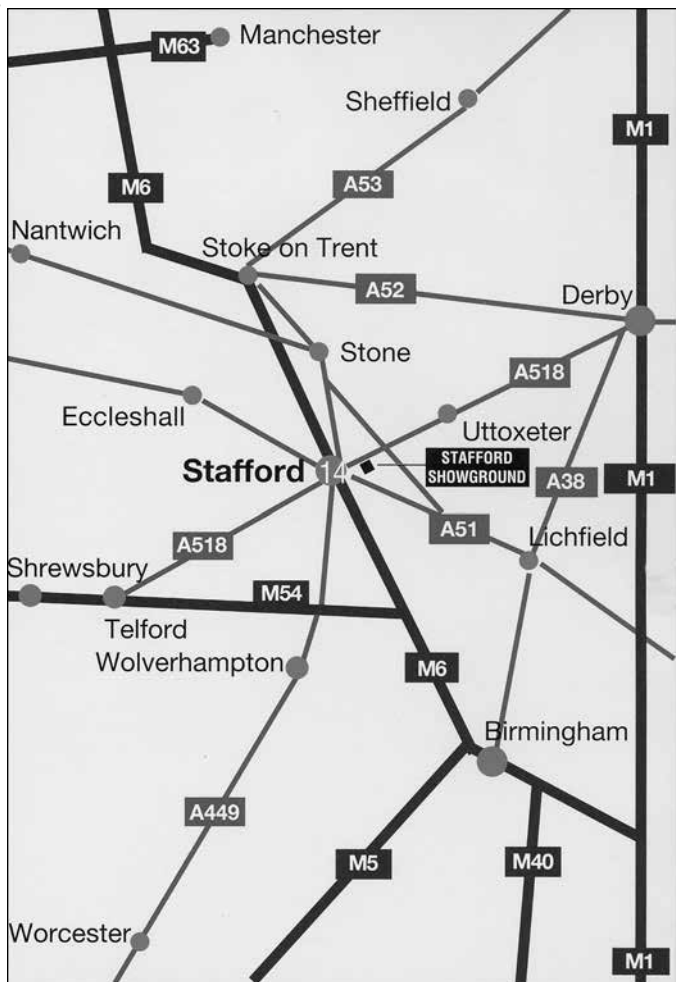 Manchester
M63
Sheffield
M1
M6
A53
Nantwich
Stoke on Trent
A52
Derby
Stone
A518
Eccleshall
Uttoxeter
Stafford
14
STAFFORD
SHOWGROUND
A38
M1
A518
A51
Lichfield
Shrewsbury
M54
Telford
Wolverhampton
M6
Birmingham
A449
M5
M40
Worcester
M1